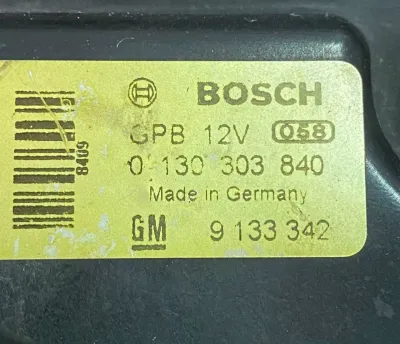 BOSCH
GPB 12V 058
0 130 303 840
Made in Germany
GM 9 133 342
8409